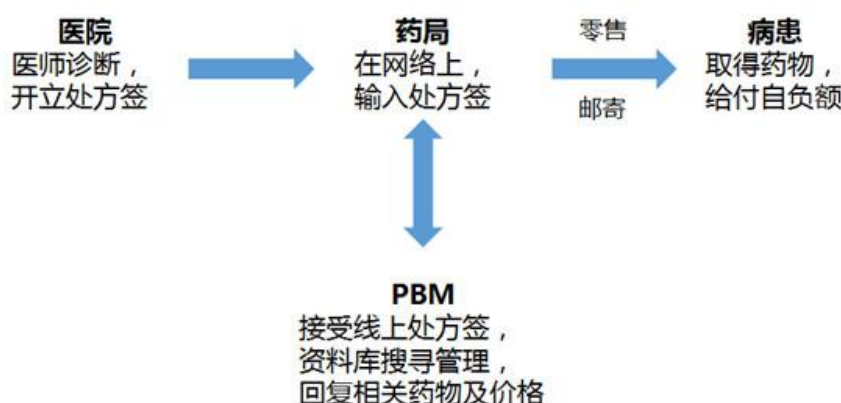 医院
医师诊断，
开立处方签
药局
在网络上，
输入处方签
零售
邮寄
病患
取得药物，
给付自负额
PBM
接受线上处方签，
资料库搜寻管理，
回复相关药物及价格